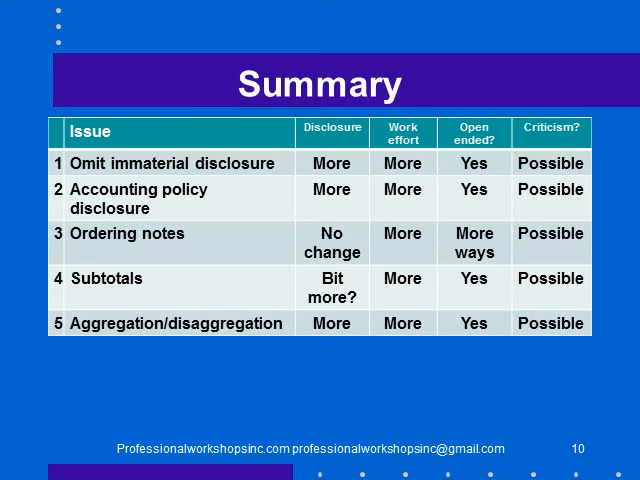 Summary
Issue Disclosure Work effort Open ended? Criticism?
1 Omit immaterial disclosure More More Yes Possible
2 Accounting policy disclosure More More Yes Possible
3 Ordering notes No change More More ways Possible
4 Subtotals Bit more? More Yes Possible
5 Aggregation/disaggregation More More Yes Possible
Professionalworkshopsinc.com professionalworkshopsinc@gmail.com 10